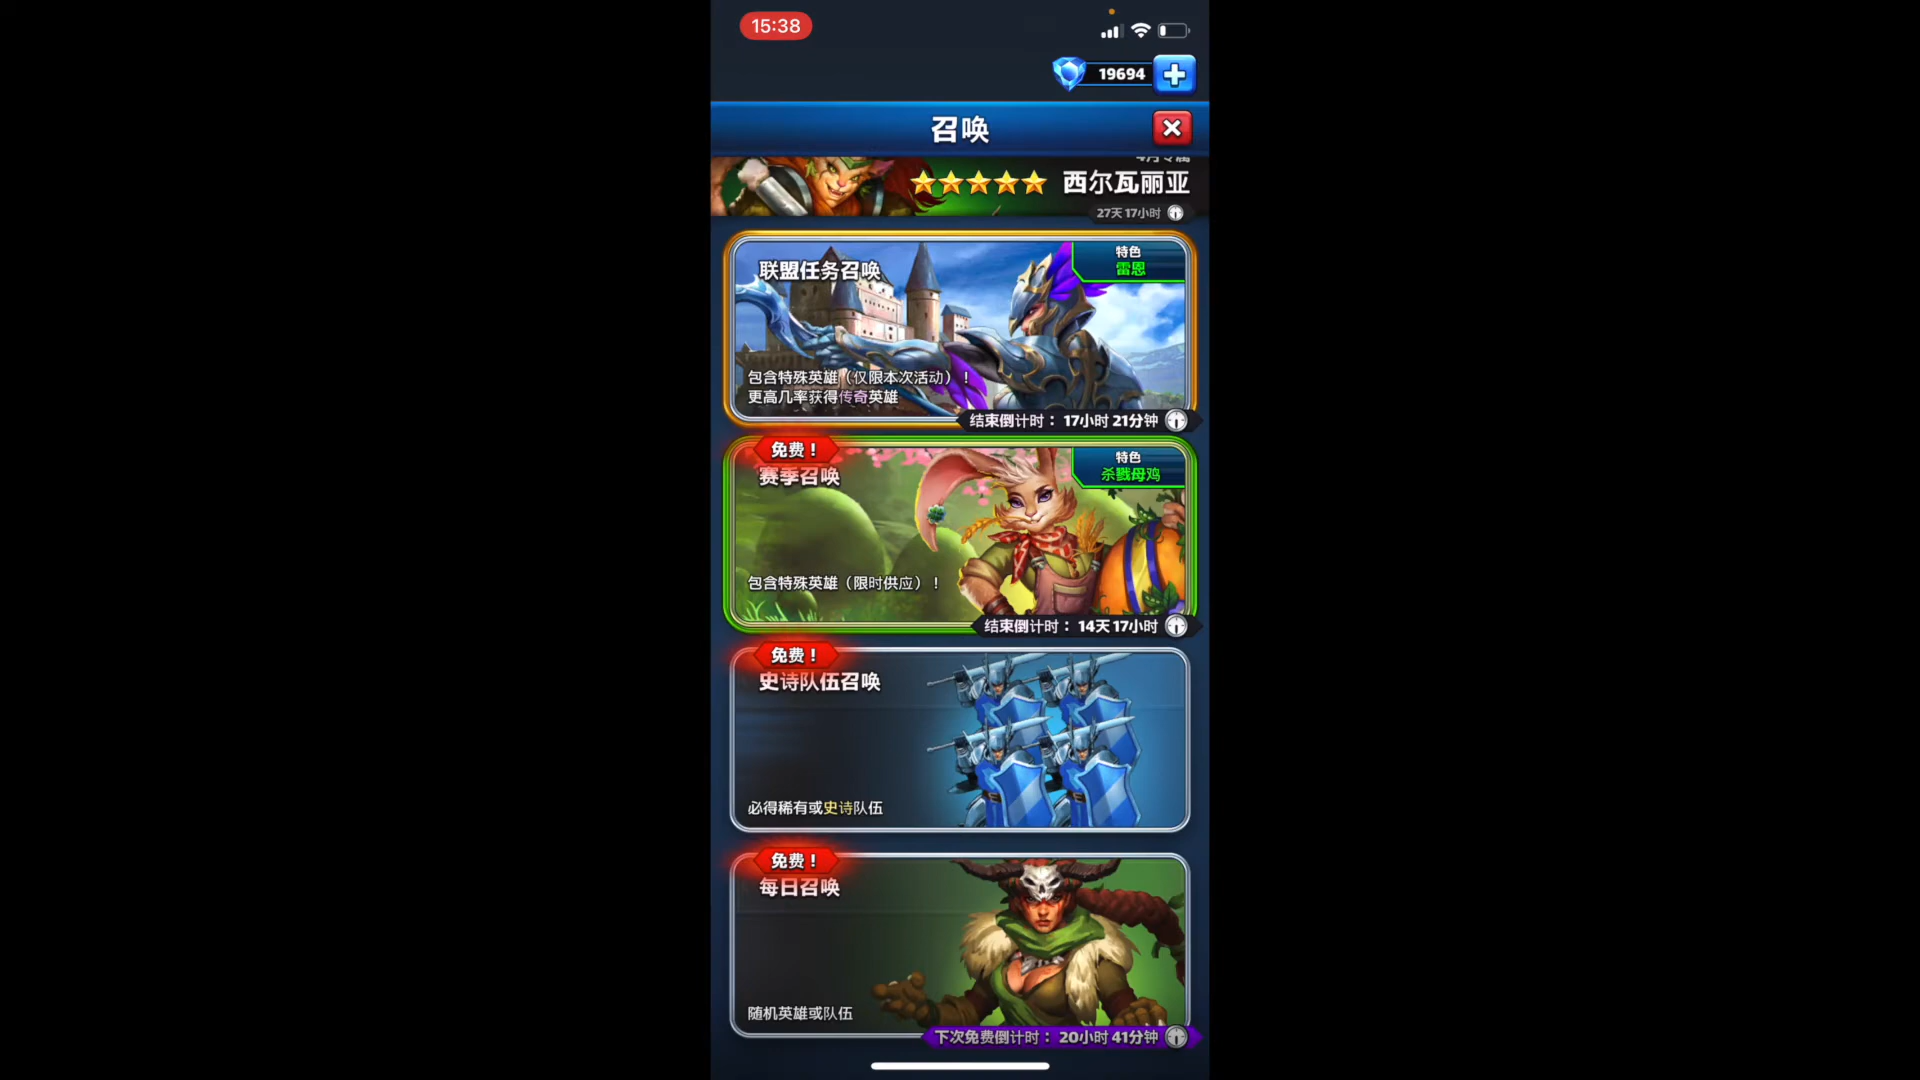 15:38
19694
召唤
4月专属
西尔瓦丽亚
27天 17小时
联盟任务召唤
特色
雷恩
包含特殊英雄（仅限本次活动）！
更高几率获得传奇英雄
结束倒计时： 17小时 21分钟
免费！
赛季召唤
特色
杀戮母鸡
包含特殊英雄（限时供应）！
结束倒计时： 14天 17小时
免费！
史诗队伍召唤
必得稀有或史诗队伍
免费！
每日召唤
随机英雄或队伍
下次免费倒计时： 20小时 41分钟